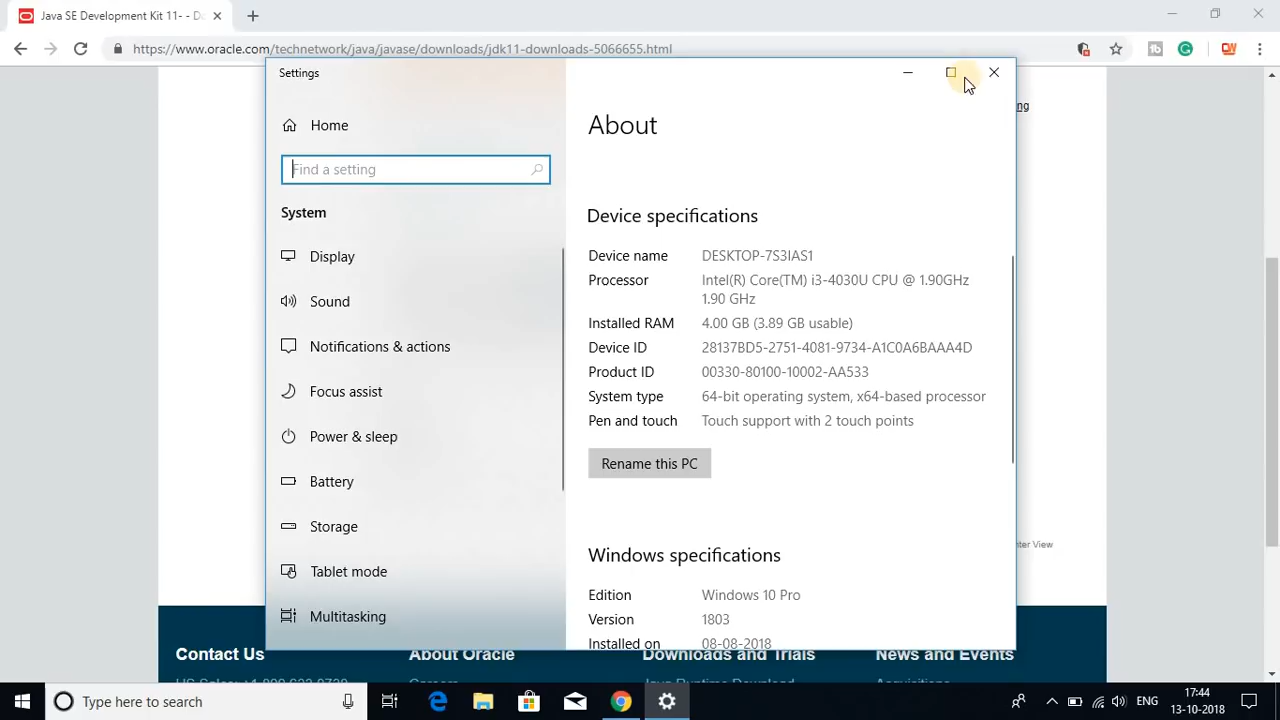 Java SE Development Kit 11- - Do
https://www.oracle.com/technetwork/java/javase/downloads/jdk11-downloads-5066655.html
Settings
Home
Find a setting
System
Display
Sound
Notifications & actions
Focus assist
Power & sleep
Battery
Storage
Tablet mode
Multitasking
About
Device specifications
Device name DESKTOP-7S3IAS1
Processor Intel(R) Core(TM) i3-4030U CPU @ 1.90GHz
1.90 GHz
Installed RAM 4.00 GB (3.89 GB usable)
Device ID 28137BD5-2751-4081-9734-A1C0A6BAAA4D
Product ID 00330-80100-10002-AA533
System type 64-bit operating system, x64-based processor
Pen and touch Touch support with 2 touch points
Rename this PC
Windows specifications
Edition Windows 10 Pro
Version 1803
Installed on 08-08-2018
ng
nter View
Contact Us About Oracle Downloads and Trials News and Events
Type here to search
ENG
17:44
13-10-2018